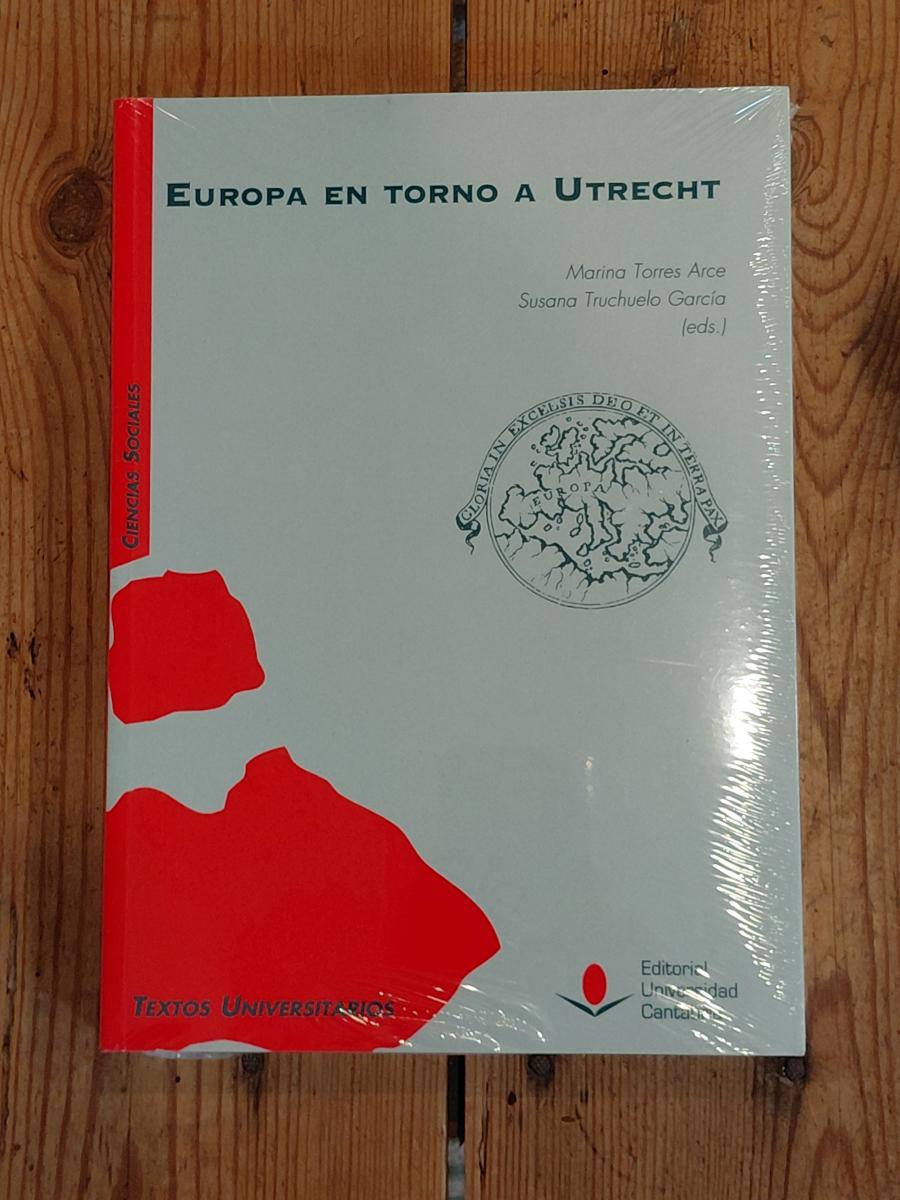 EUROPA EN TORNO A UTRECHT
Marina Torres Arce
Susana Truchuelo García
(eds.)
GLORIA IN EXCELSIS DEO ET IN TERRA PAX
EUROPA
CIENCIAS SOCIALES
TEXTOS UNIVERSITARIOS
Editorial
Universidad
Cantabria